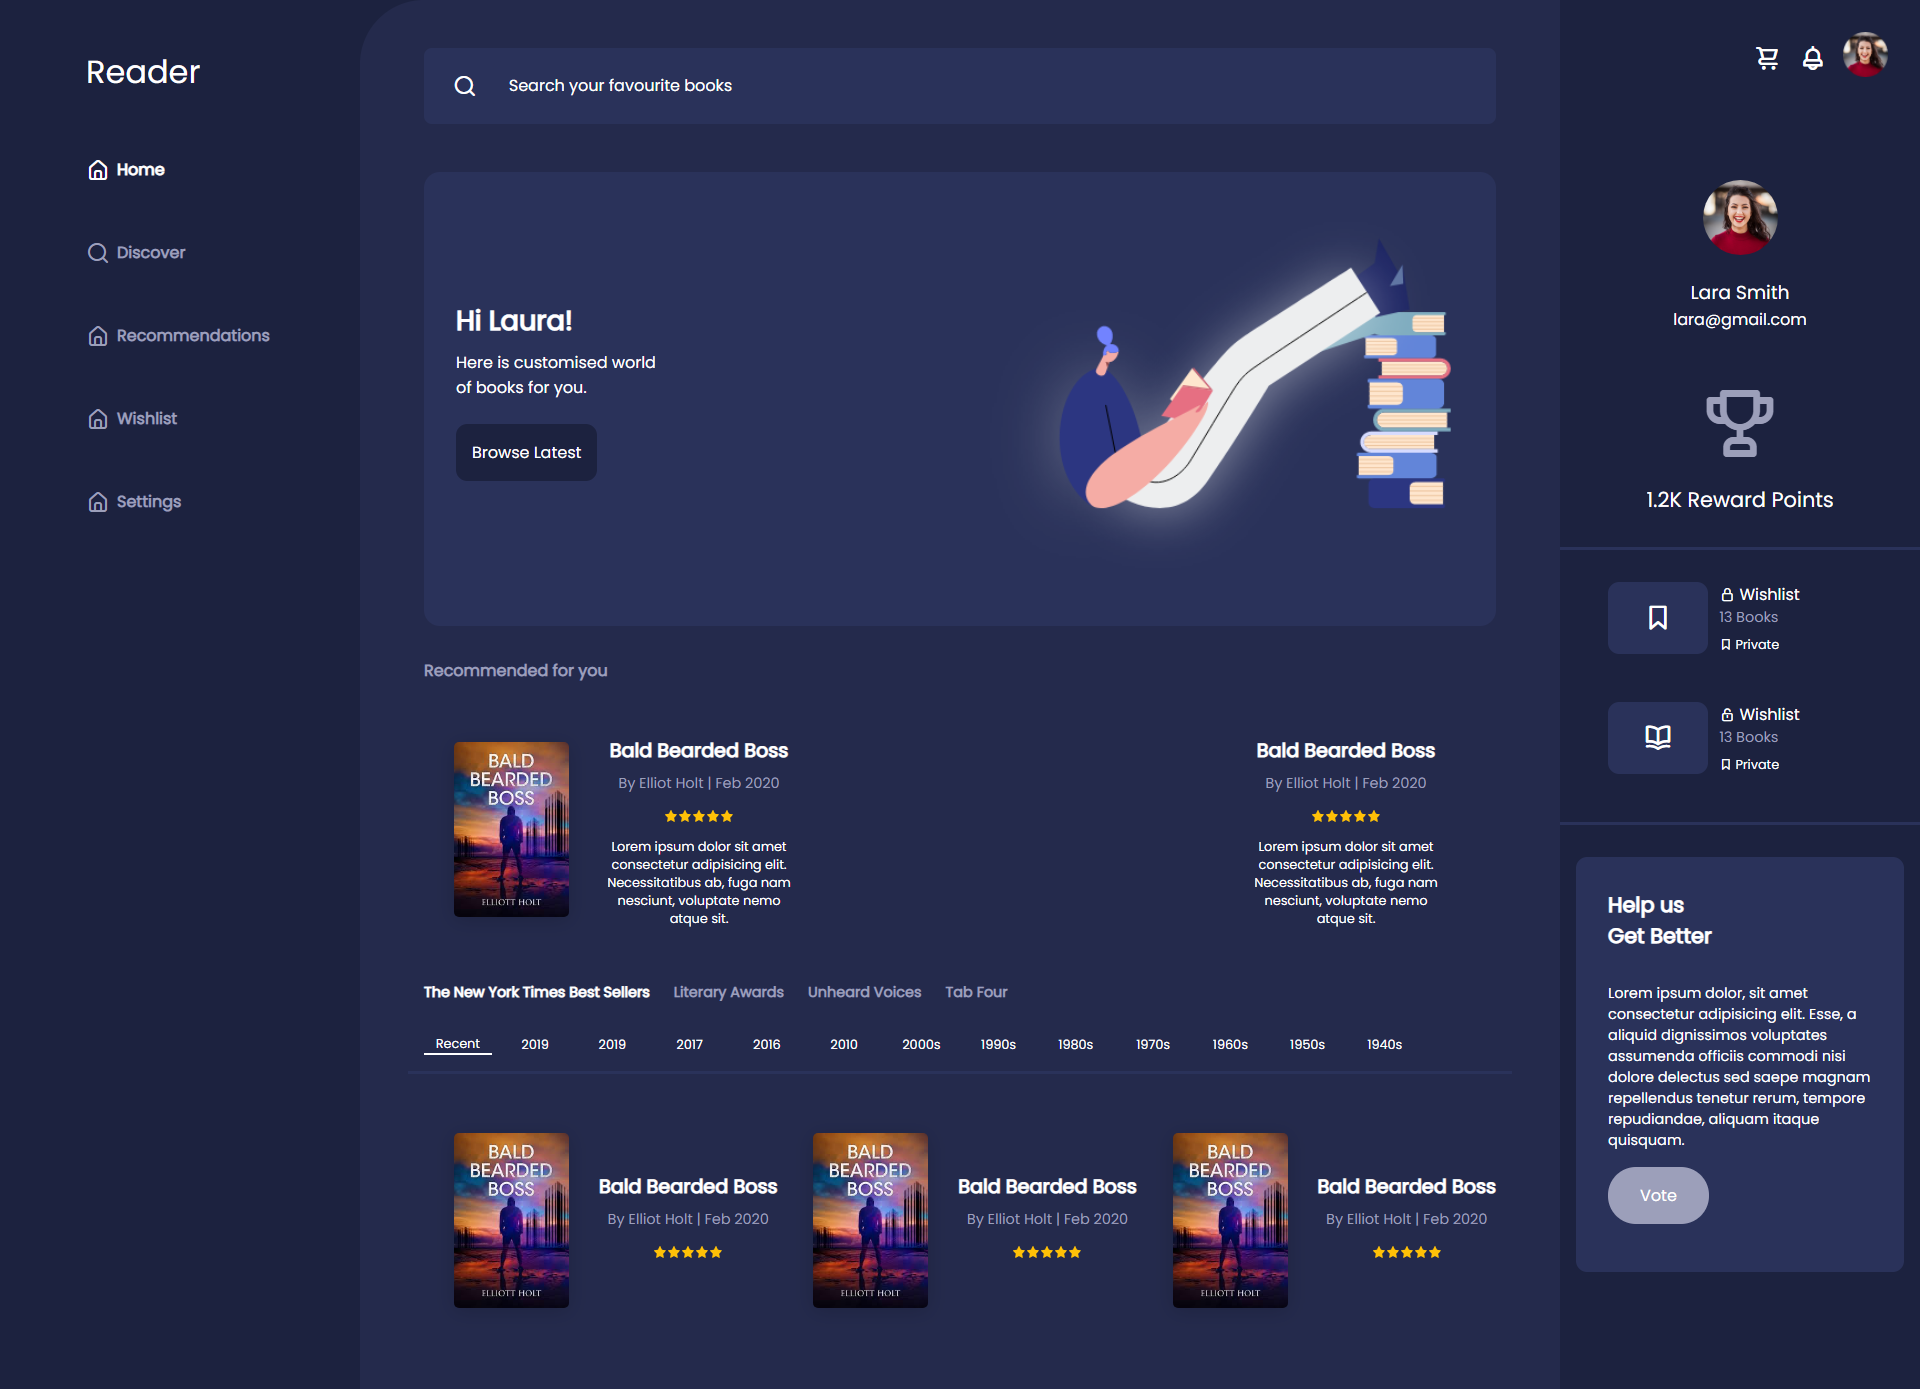 Reader
Home
Discover
Recommendations
Wishlist
Settings
Search your favourite books
Hi Laura!
Here is customised world
of books for you.
Browse Latest
Recommended for you
BALD
BEARDED
BOSS
ELLIOTT HOLT
Bald Bearded Boss
By Elliot Holt | Feb 2020
Lorem ipsum dolor sit amet
consectetur adipisicing elit.
Necessitatibus ab, fuga nam
nesciunt, voluptate nemo
atque sit.
Bald Bearded Boss
By Elliot Holt | Feb 2020
Lorem ipsum dolor sit amet
consectetur adipisicing elit.
Necessitatibus ab, fuga nam
nesciunt, voluptate nemo
atque sit.
The New York Times Best Sellers Literary Awards Unheard Voices Tab Four
Recent 2019 2019 2017 2016 2010 2000s 1990s 1980s 1970s 1960s 1950s 1940s
BALD
BEARDED
BOSS
ELLIOTT HOLT
Bald Bearded Boss
By Elliot Holt | Feb 2020
BALD
BEARDED
BOSS
ELLIOTT HOLT
Bald Bearded Boss
By Elliot Holt | Feb 2020
BALD
BEARDED
BOSS
ELLIOTT HOLT
Bald Bearded Boss
By Elliot Holt | Feb 2020
Lara Smith
lara@gmail.com
1.2K Reward Points
Wishlist
13 Books
Private
Wishlist
13 Books
Private
Help us
Get Better
Lorem ipsum dolor, sit amet
consectetur adipisicing elit. Esse, a
aliquid dignissimos voluptates
assumenda officiis commodi nisi
dolore delectus sed saepe magnam
repellendus tenetur rerum, tempore
repudiandae, aliquam itaque
quisquam.
Vote